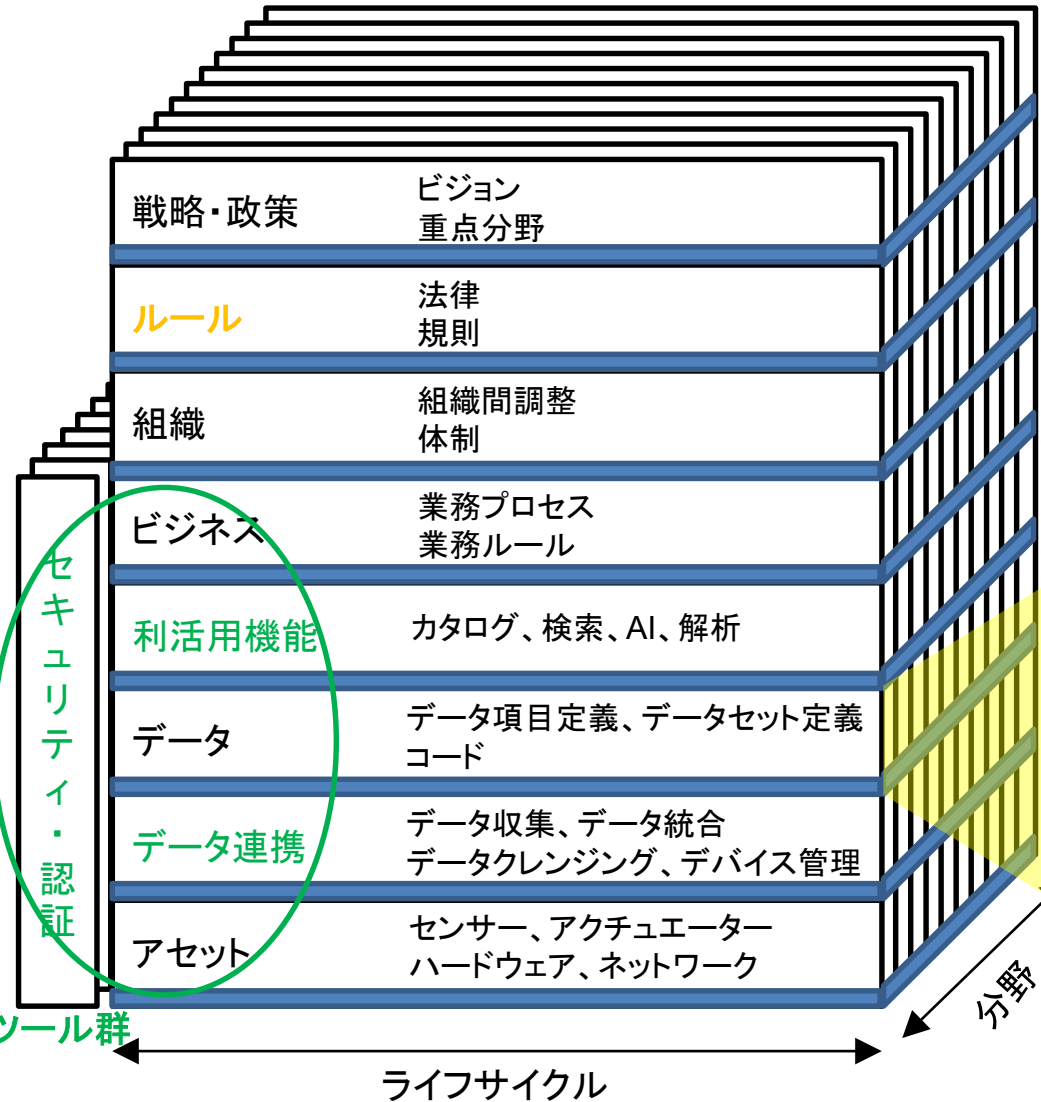 戦略・政策
ビジョン
重点分野
ルール
法律
規則
組織
組織間調整
体制
ビジネス
業務プロセス
業務ルール
利活用機能
カタログ、検索、AI、解析
データ
データ項目定義、データセット定義
コード
データ連携
データ収集、データ統合
データクレンジング、デバイス管理
アセット
センサー、アクチュエーター
ハードウェア、ネットワーク
セキュリティ・認証
ツール群
ライフサイクル
分野